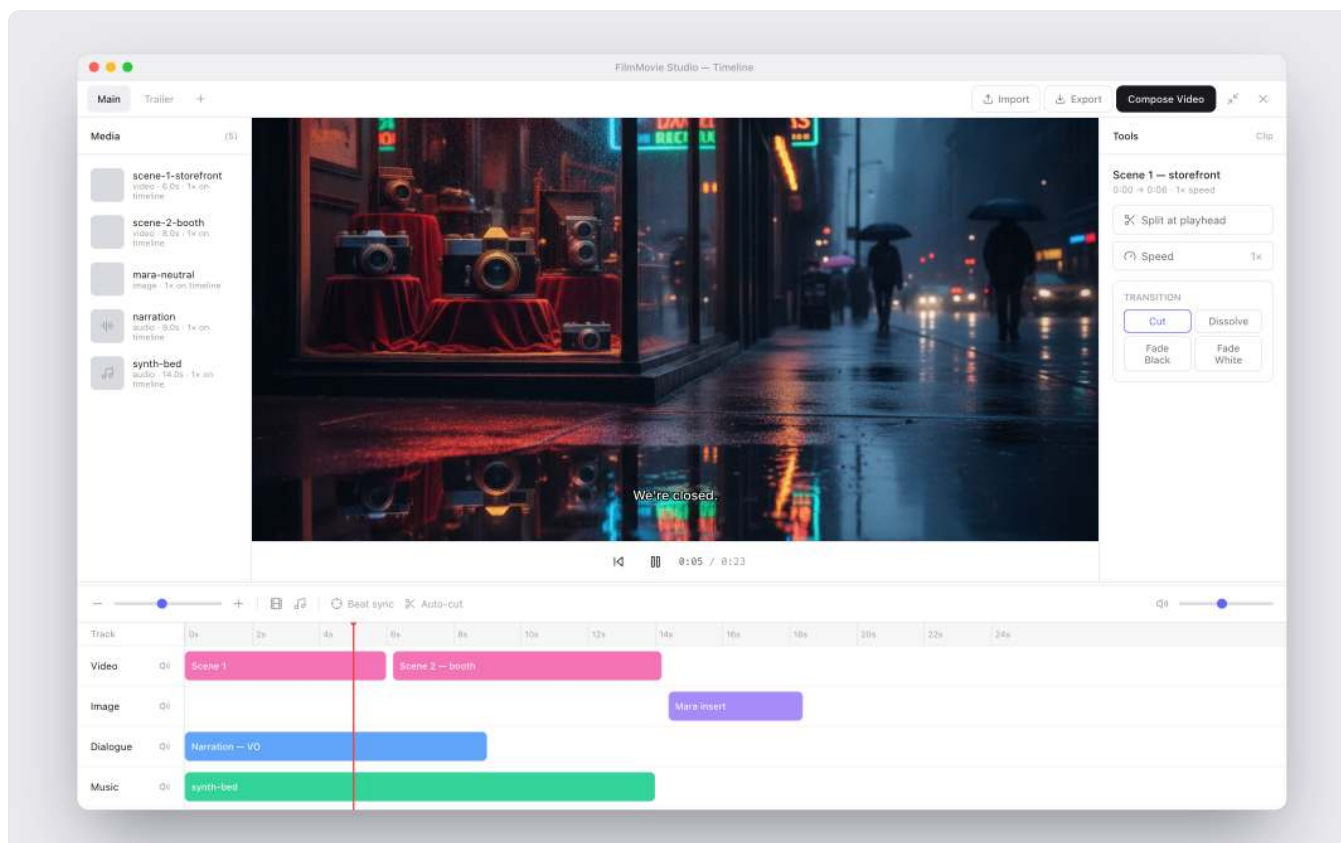 FilmMovie Studio — Timeline
Main
Trailer
+
Import
Export
Compose Video
Media
(5)
Tools
Clip
scene-1-storefront
video · 6.0s · 1× on
timeline
scene-2-booth
video · 8.0s · 1× on
timeline
mara-neutral
image · 1× on timeline
narration
audio · 9.0s · 1× on
timeline
synth-bed
audio · 14.0s · 1× on
timeline
We're closed.
Scene 1 — storefront
0:00 → 0:06 · 1× speed
Split at playhead
Speed
1×
TRANSITION
Cut
Dissolve
Fade
Black
Fade
White
0:05 / 0:23
Beat sync
Auto-cut
Track
0s
2s
4s
6s
8s
10s
12s
14s
16s
18s
20s
22s
24s
Video
Scene 1
Scene 2 — booth
Image
Mara insert
Dialogue
Narration — VO
Music
synth-bed